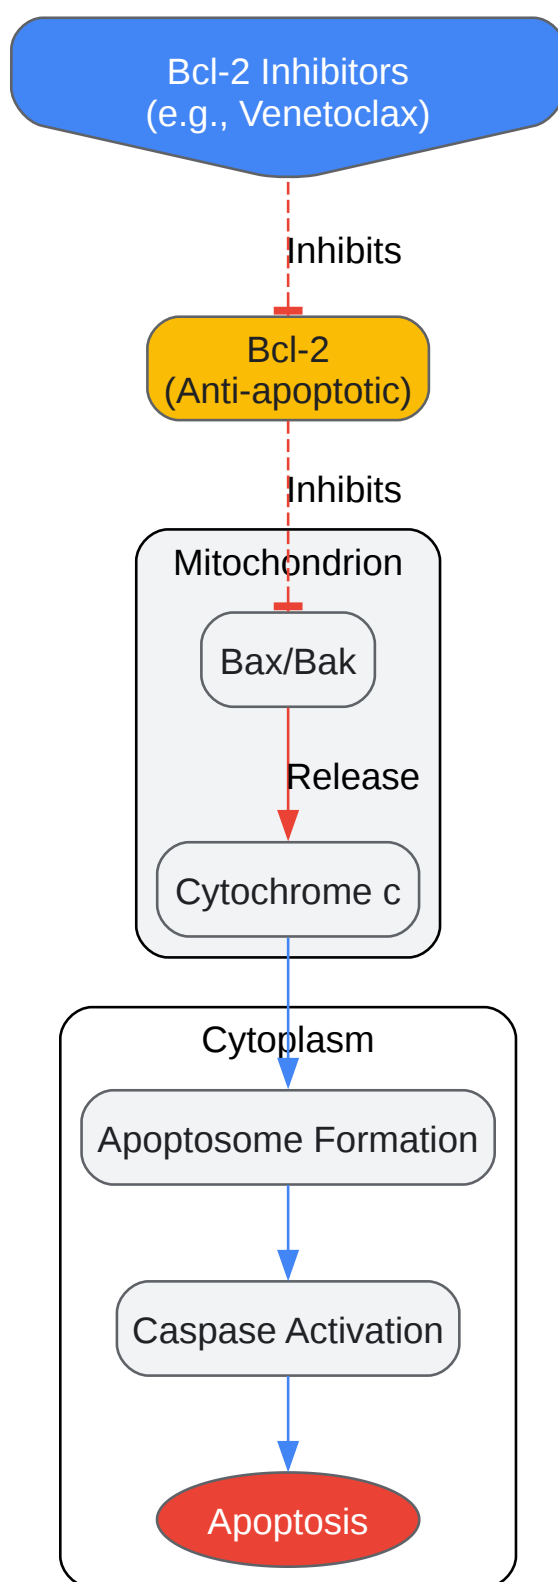 Bcl-2 Inhibitors
(e.g., Venetoclax)
Inhibits
Bcl-2
(Anti-apoptotic)
Inhibits
Mitochondrion
Bax/Bak
Release
Cytochrome c
Cytoplasm
Apoptosome Formation
Caspase Activation
Apoptosis